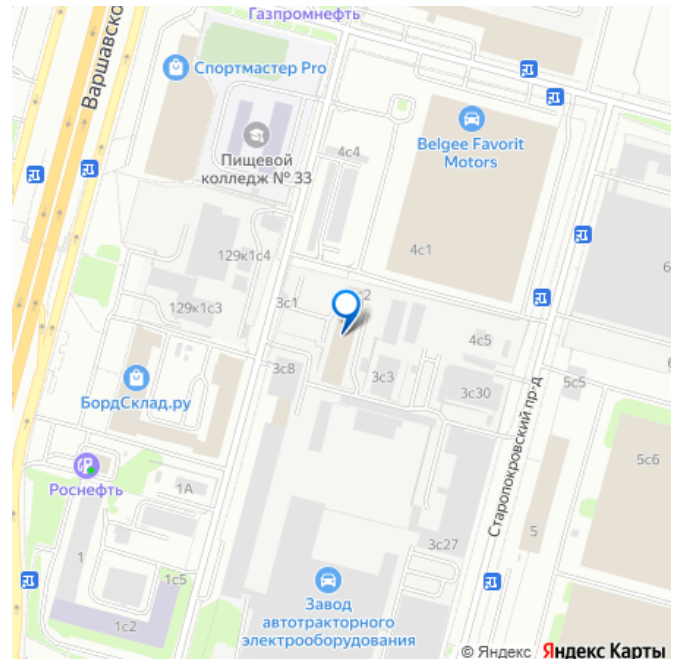 Газпромнефть
Варшавско
Спортмастер Pro
Belgee Favorit
Motors
Пищевой
колледж № 33
4с4
4с1
129к1с4
6
129к1с3
3с1
с2
4с5
3с8
3с3
3с30
5с5
БордСклад.ру
Старопокровский пр-д
Роснефть
1А
5с6
5
1
3с27
1с5
1с2
Завод
автотракторного
электрооборудования
© Яндекс Яндекс Карты